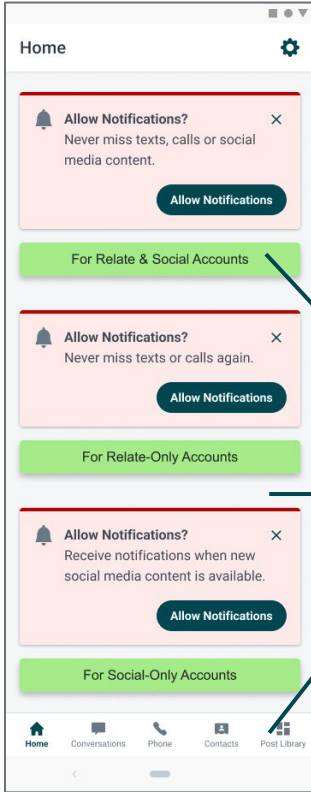 Home
Allow Notifications?
Never miss texts, calls or social
media content.
Allow Notifications
For Relate & Social Accounts
Allow Notifications?
Never miss texts or calls again.
Allow Notifications
For Relate-Only Accounts
Allow Notifications?
Receive notifications when new
social media content is available.
Allow Notifications
For Social-Only Accounts
Home Conversations Phone Contacts Post Library